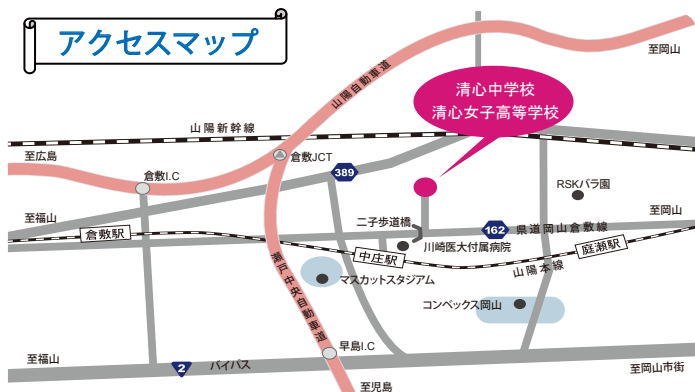 アクセスマップ
至岡山
山陽自動車道
清心中学校
清心女子高等学校
山陽新幹線
至広島
倉敷JCT
倉敷I.C
389
RSKバラ園
至福山
至岡山
二子歩道橋
162
県道岡山倉敷線
倉敷駅
川崎医大付属病院
庭瀬駅
中庄駅
山陽本線
瀬戸中央自動車道
マスカットスタジアム
コンベックス岡山
早島I.C
至福山
2
バイパス
至岡山市街
至児島